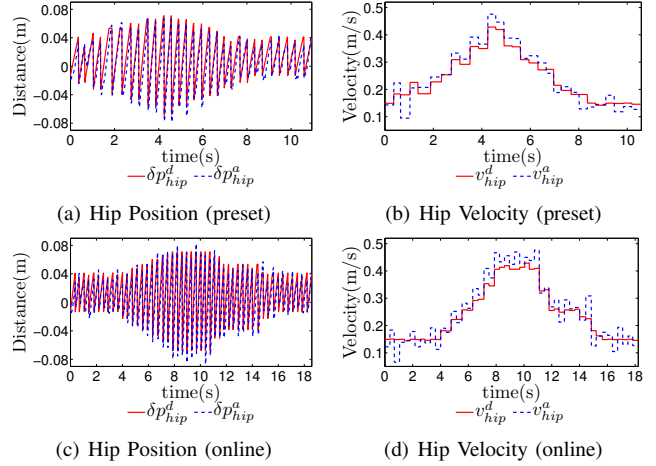 0.08
0.04
0
−0.04
−0.08
Distance(m)
0 2 4 6 8 10
time(s)
δp^d_hip δp^a_hip
(a) Hip Position (preset)
0.5
0.4
0.3
0.2
0.1
Velocity(m/s)
0 2 4 6 8 10
time(s)
v^d_hip v^a_hip
(b) Hip Velocity (preset)
0.08
0.04
0
−0.04
−0.08
Distance(m)
0 2 4 6 8 10 12 14 16 18
time(s)
δp^d_hip δp^a_hip
(c) Hip Position (online)
0.5
0.4
0.3
0.2
0.1
Velocity(m/s)
0 2 4 6 8 10 12 14 16 18
time(s)
v^d_hip v^a_hip
(d) Hip Velocity (online)